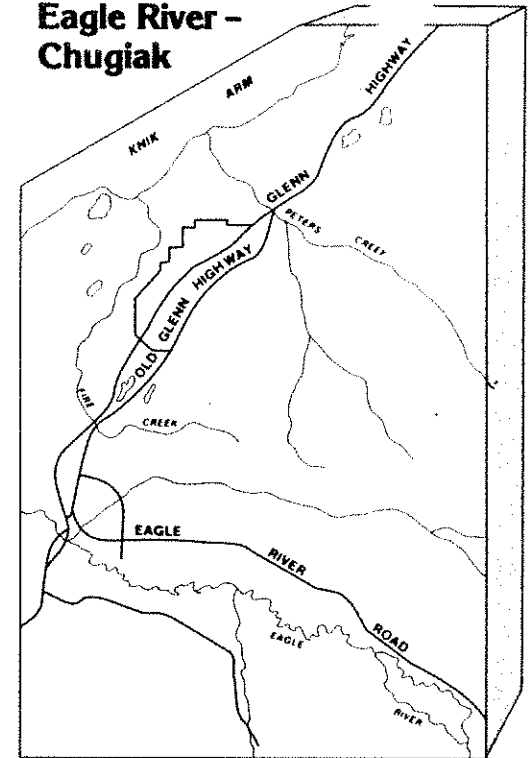 Eagle River –
Chugiak
KNIK ARM
GLENN HIGHWAY
PETERS CREEK
OLD GLENN HIGHWAY
FIRE CREEK
EAGLE RIVER ROAD
EAGLE RIVER